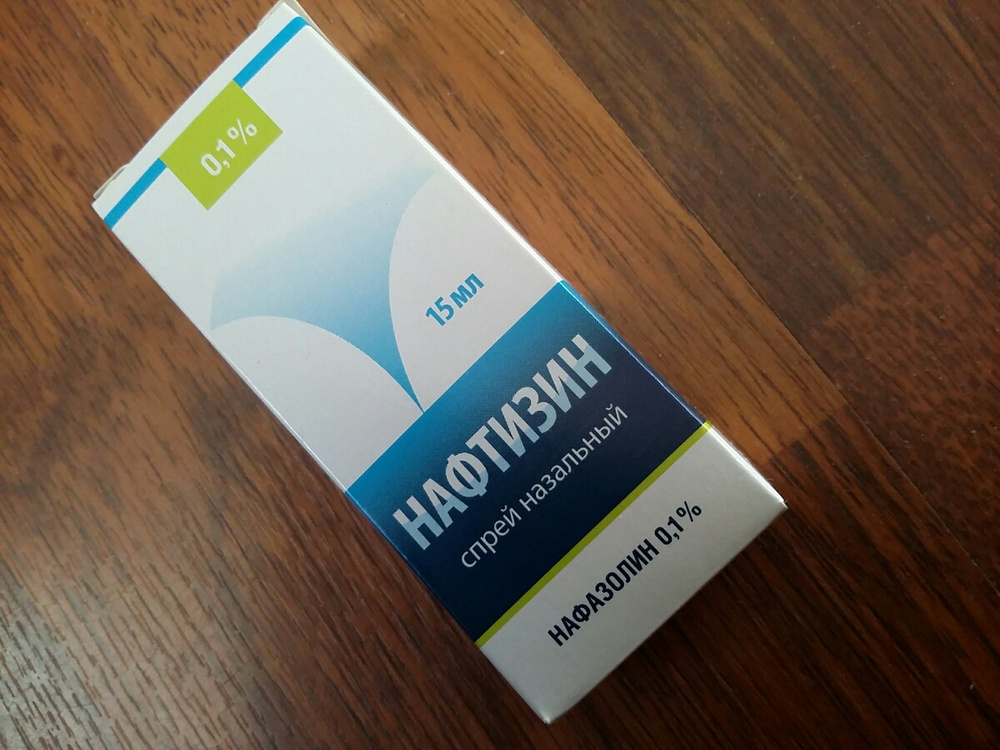 0,1%
15 мл
НАФТИЗИН
спрей назальный
НАФАЗОЛИН 0,1%